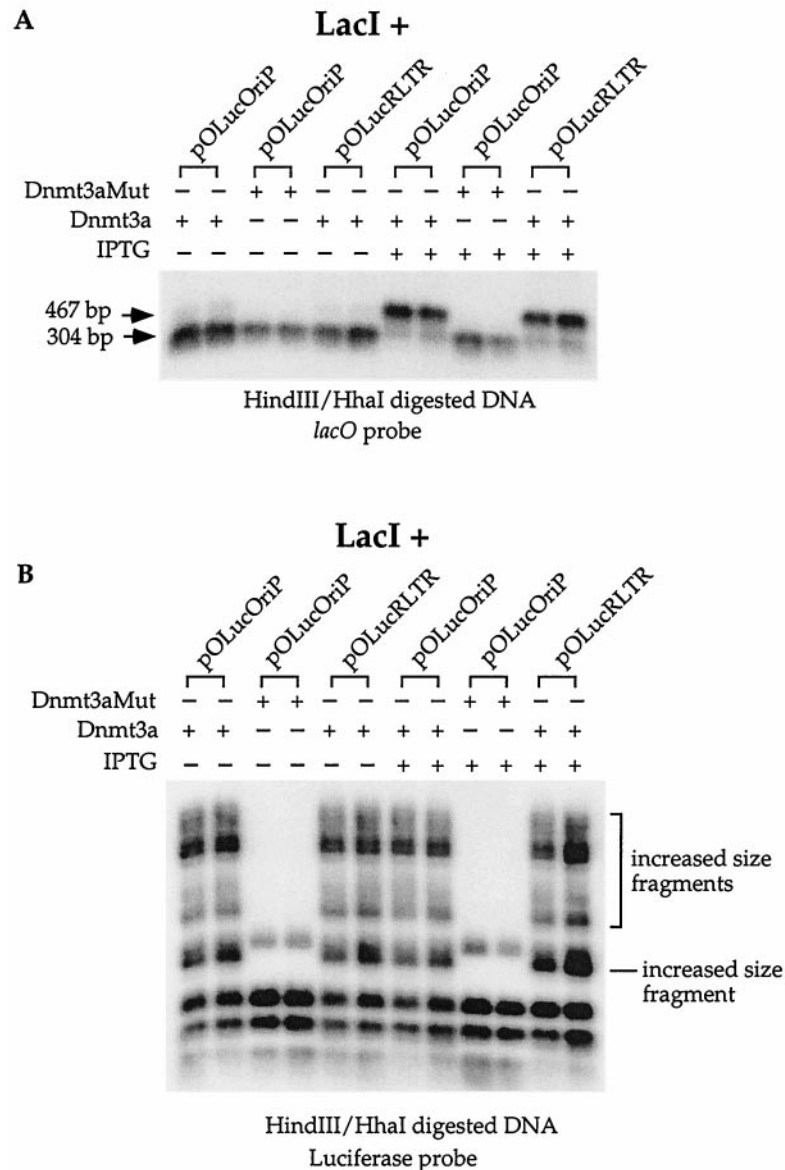 A
LacI +
pOLucOriP pOLucOriP pOLucRLTR pOLucOriP pOLucOriP pOLucRLTR
Dnmt3aMut – – + + – – – – + + – –
Dnmt3a + + – – + + + + – – + +
IPTG – – – – – – + + + + + +
467 bp
304 bp
HindIII/HhaI digested DNA
lacO probe
LacI +
B
pOLucOriP pOLucOriP pOLucRLTR pOLucOriP pOLucOriP pOLucRLTR
Dnmt3aMut – – + + – – – – + + – –
Dnmt3a + + – – + + + + – – + +
IPTG – – – – – – + + + + + +
increased size
fragments
increased size
fragment
HindIII/HhaI digested DNA
Luciferase probe